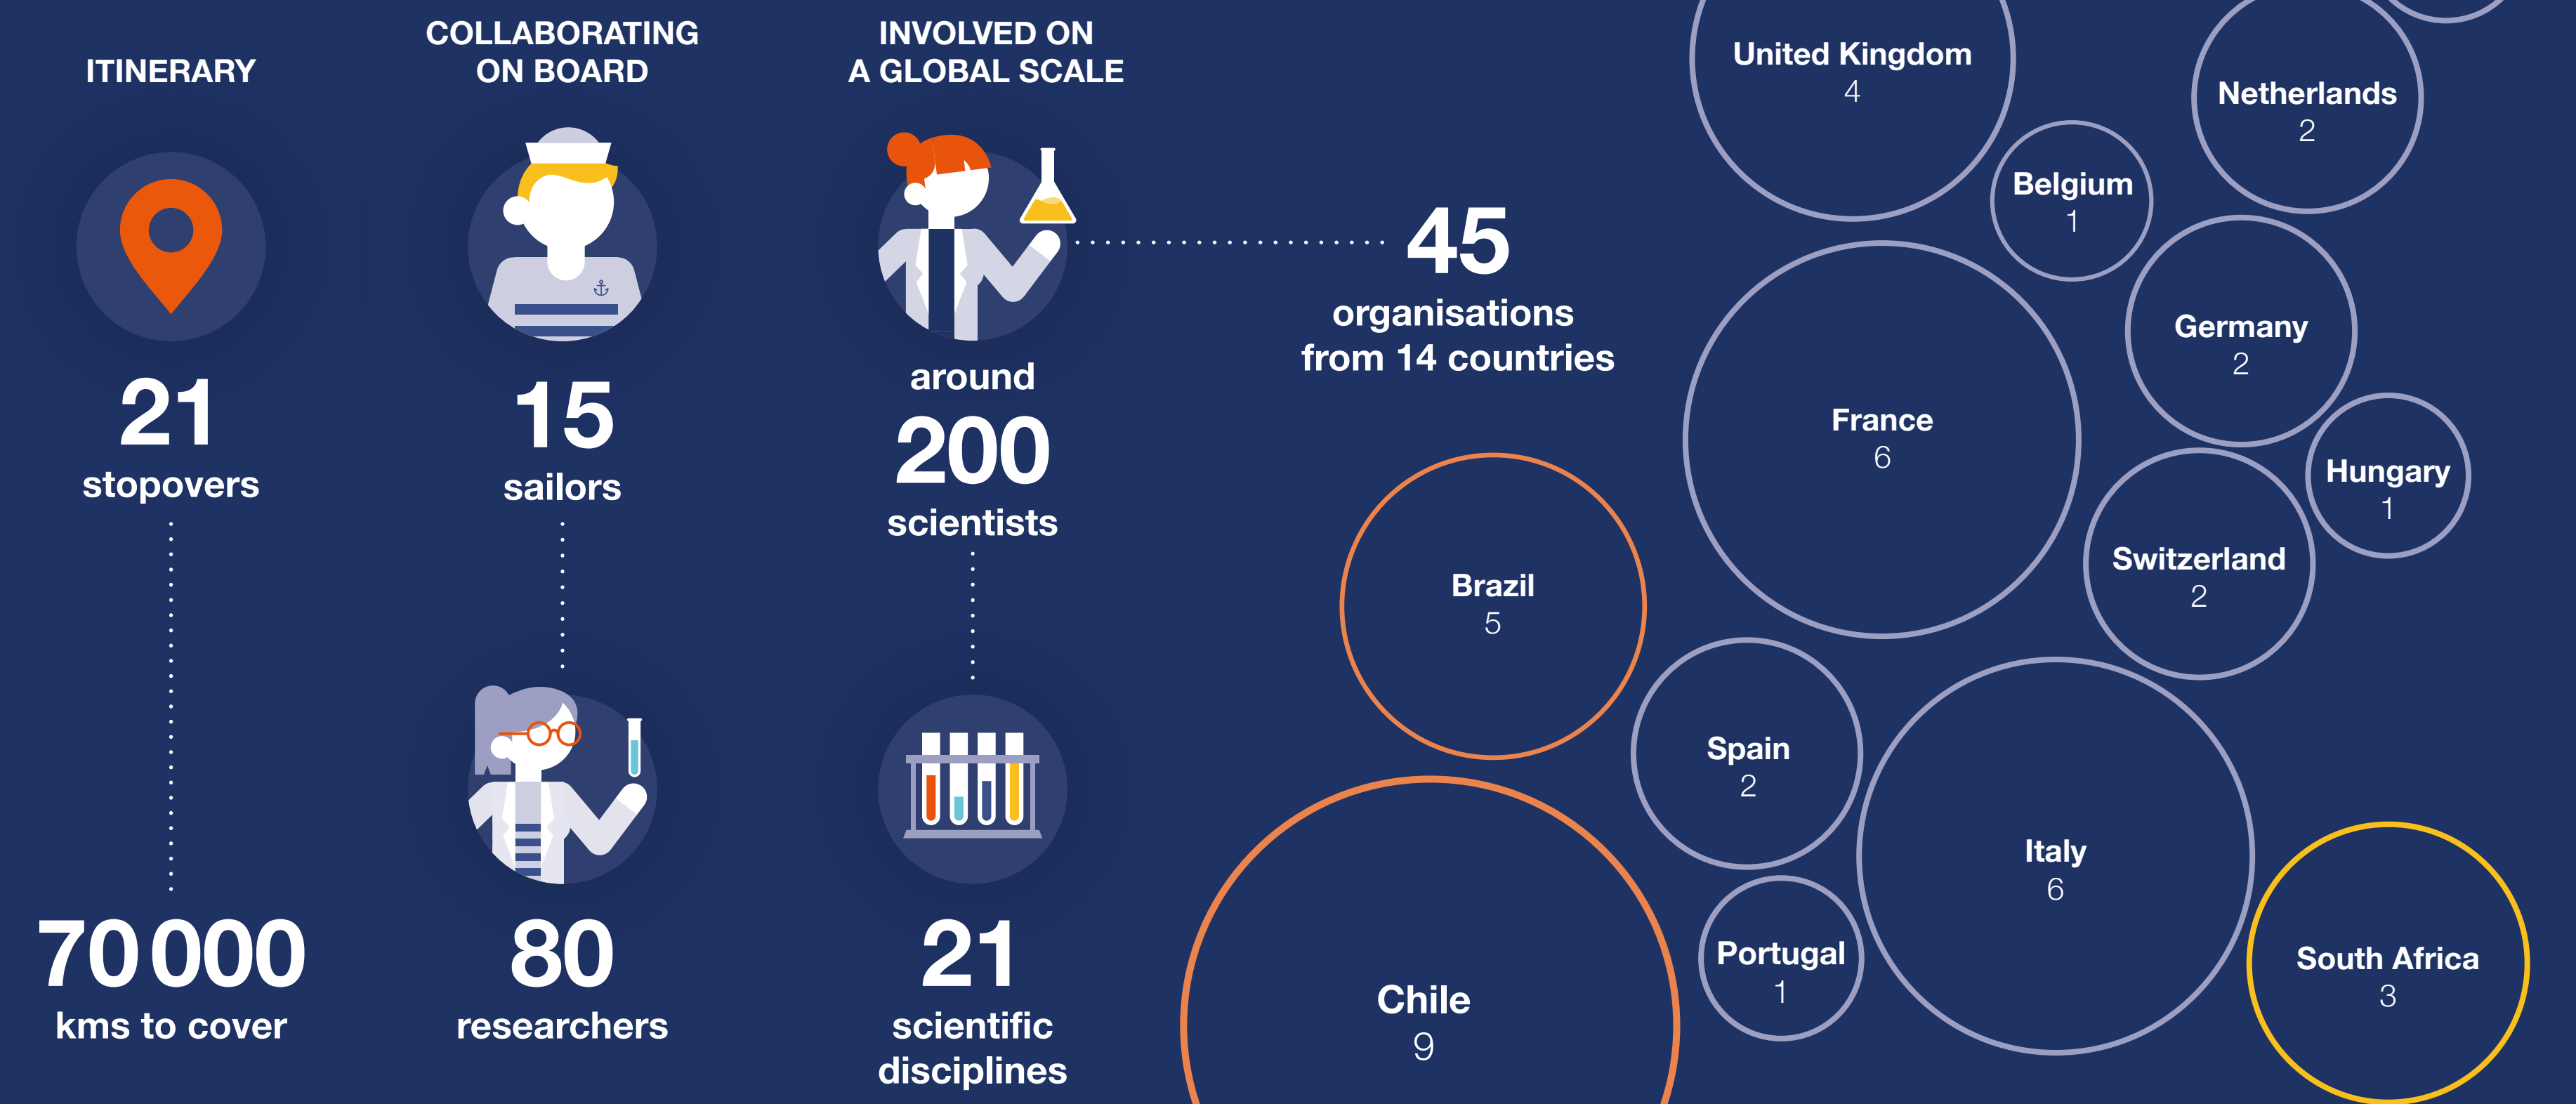 ITINERARY
21
stopovers
70 000
kms to cover
COLLABORATING
ON BOARD
15
sailors
80
researchers
INVOLVED ON
A GLOBAL SCALE
around
200
scientists
21
scientific
disciplines
45
organisations
from 14 countries
United Kingdom
4
Netherlands
2
Belgium
1
Germany
2
France
6
Hungary
1
Switzerland
2
Brazil
5
Spain
2
Italy
6
Portugal
1
South Africa
3
Chile
9